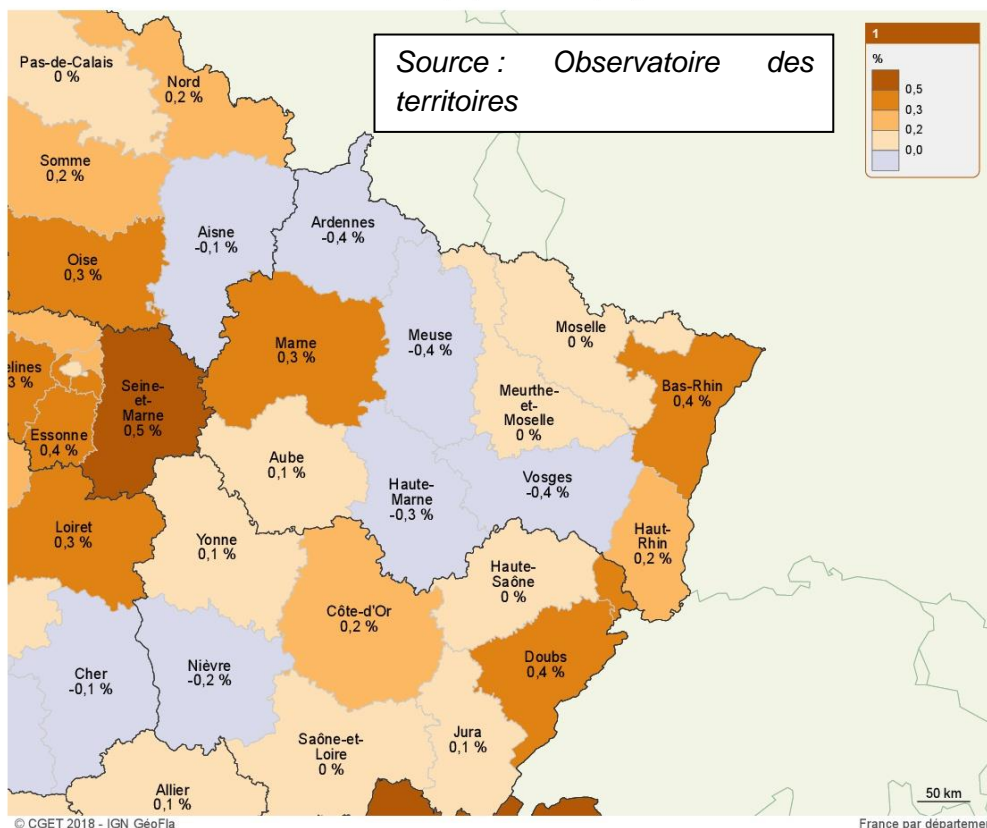 Source : Observatoire des
territoires
1
%
0,5
0,3
0,2
0,0
Pas-de-Calais
0 %
Nord
0,2 %
Somme
0,2 %
Aisne
-0,1 %
Ardennes
-0,4 %
Oise
0,3 %
Marne
0,3 %
Meuse
-0,4 %
Moselle
0 %
elines
3 %
Seine-
et-
Marne
0,5 %
Meurthe-
et-
Moselle
0 %
Bas-Rhin
0,4 %
Essonne
0,4 %
Aube
0,1 %
Haute-
Marne
-0,3 %
Vosges
-0,4 %
Loiret
0,3 %
Yonne
0,1 %
Haut-
Rhin
0,2 %
Haute-
Saône
0 %
Côte-d'Or
0,2 %
Cher
-0,1 %
Nièvre
-0,2 %
Doubs
0,4 %
Saône-et-
Loire
0 %
Jura
0,1 %
Allier
0,1 %
50 km
© CGET 2018 - IGN GéoFla
France par département